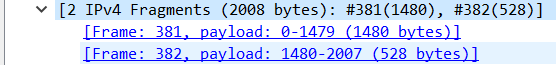 [2 IPv4 Fragments (2008 bytes): #381(1480), #382(528)]
[Frame: 381, payload: 0-1479 (1480 bytes)]
[Frame: 382, payload: 1480-2007 (528 bytes)]